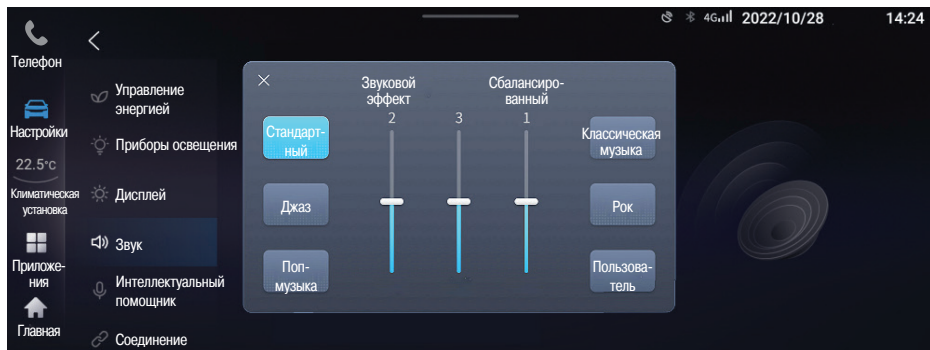 4G
2022/10/28
14:24
Телефон
Настройки
22.5°C
Климатическая
установка
Приложе-
ния
Главная
Управление
энергией
Приборы освещения
Дисплей
Звук
Интеллектуальный
помощник
Соединение
Звуковой
эффект
Сбалансиро-
ванный
2
3
1
Стандарт-
ный
Джаз
Поп-
музыка
Классическая
музыка
Рок
Пользова-
тель